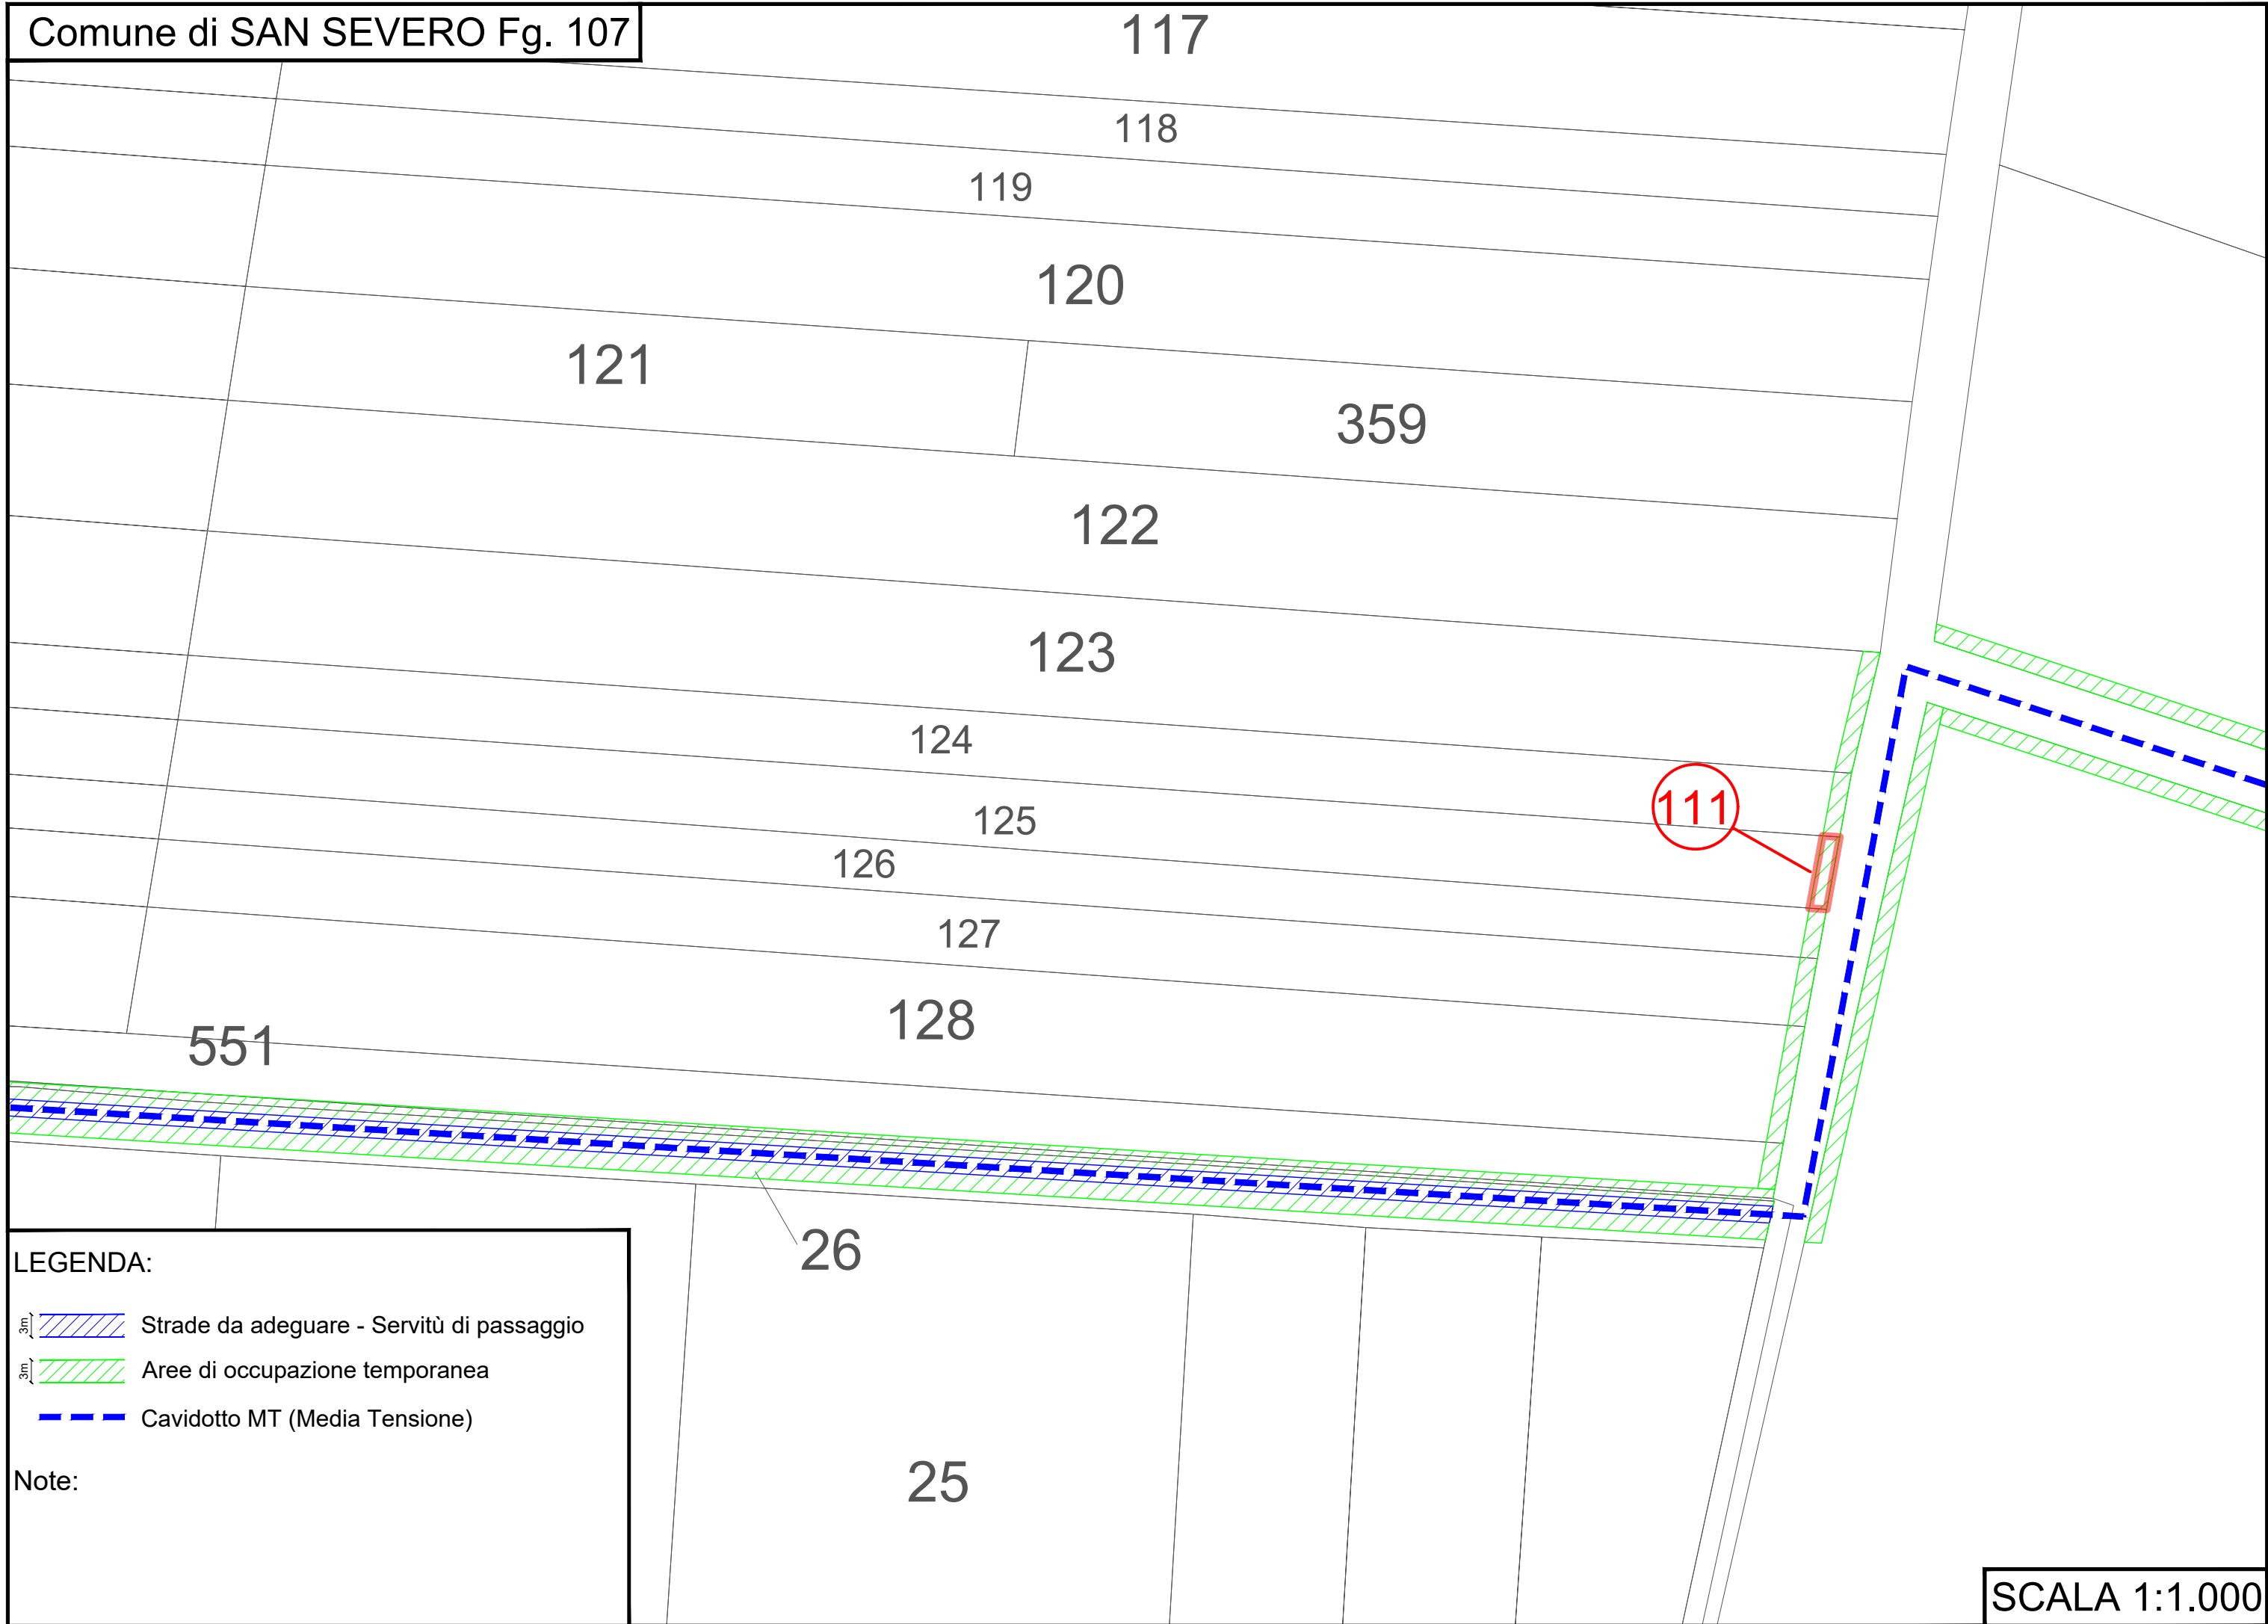 Comune di SAN SEVERO Fg. 107
117
118
119
120
121
359
122
123
124
111
125
126
127
128
551
26
25
LEGENDA:
3m Strade da adeguare - Servitù di passaggio
3m Aree di occupazione temporanea
Cavidotto MT (Media Tensione)
Note:
SCALA 1:1.000